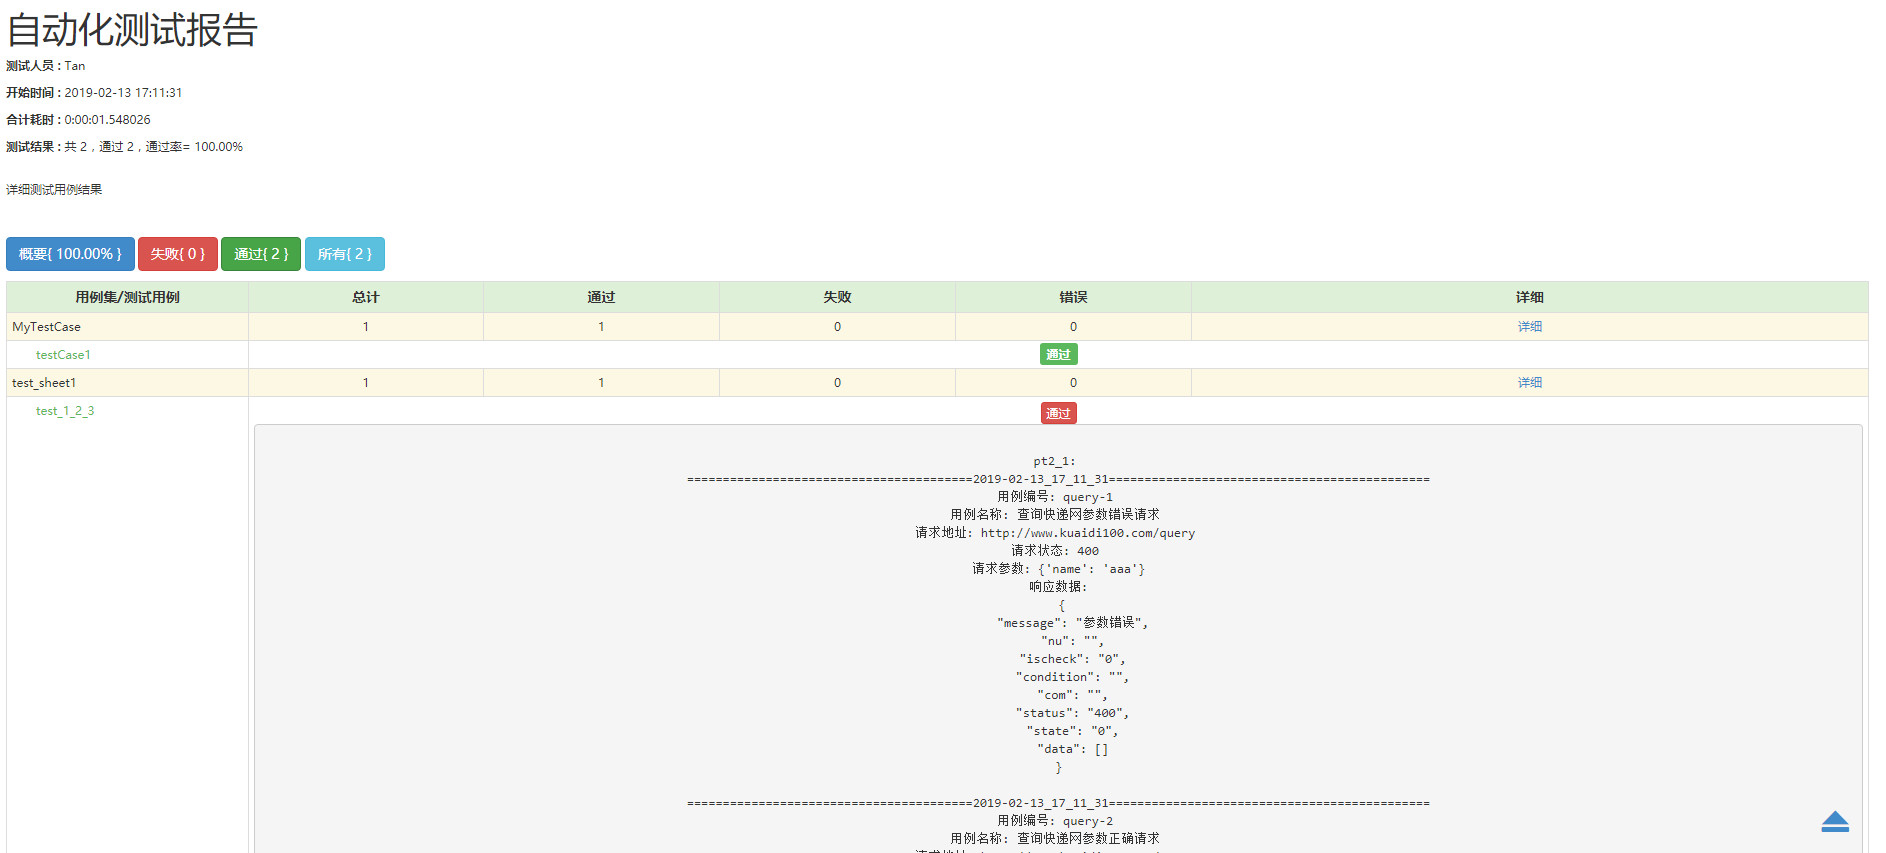 自动化测试报告
测试人员 : Tan
开始时间 : 2019-02-13 17:11:31
合计耗时 : 0:00:01.548026
测试结果 : 共 2，通过 2，通过率= 100.00%
详细测试用例结果
概要{ 100.00% } 失败{ 0 } 通过{ 2 } 所有{ 2 }
用例集/测试用例 总计 通过 失败 错误 详细
MyTestCase 1 1 0 0 详细
testCase1 通过
test_sheet1 1 1 0 0 详细
test_1_2_3 通过
pt2_1:
========================================2019-02-13_17_11_31=============================================
用例编号: query-1
用例名称: 查询快递网参数错误请求
请求地址: http://www.kuaidi100.com/query
请求状态: 400
请求参数: {'name': 'aaa'}
响应数据:
{
"message": "参数错误",
"nu": "",
"ischeck": "0",
"condition": "",
"com": "",
"status": "400",
"state": "0",
"data": []
}
========================================2019-02-13_17_11_31=============================================
用例编号: query-2
用例名称: 查询快递网参数正确请求